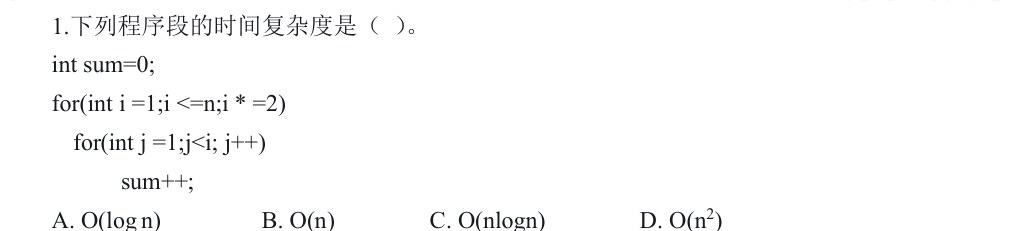 1.下列程序段的时间复杂度是（ ）。
int sum=0;
for(int i =1;i <=n;i * =2)
for(int j =1;j<i; j++)
sum++;
A. O(log n) B. O(n) C. O(nlogn) D. O(n²)